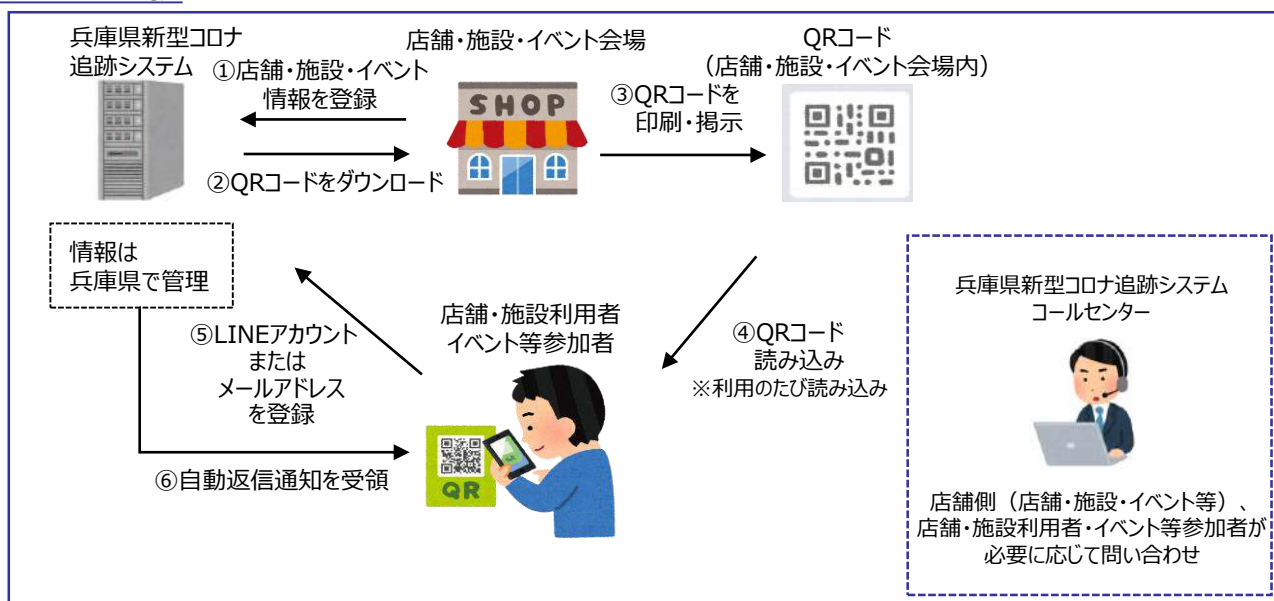 兵庫県新型コロナ
追跡システム
①店舗・施設・イベント
情報を登録
②QRコードをダウンロード
店舗・施設・イベント会場
SHOP
③QRコードを
印刷・掲示
QRコード
（店舗・施設・イベント会場内）
情報は
兵庫県で管理
⑤LINEアカウント
または
メールアドレス
を登録
⑥自動返信通知を受領
店舗・施設利用者
イベント等参加者
QR
④QRコード
読み込み
※利用のたび読み込み
兵庫県新型コロナ追跡システム
コールセンター
店舗側（店舗・施設・イベント等）、
店舗・施設利用者・イベント等参加者が
必要に応じて問い合わせ